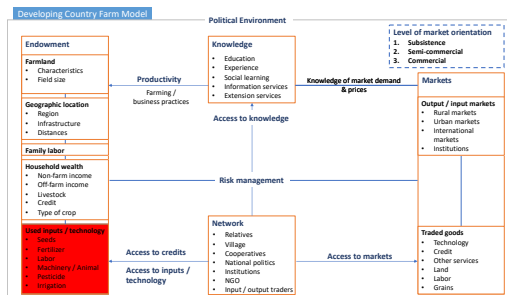 Developing Country Farm Model
Political Environment
Endowment
Farmland
• Characteristics
• Field size
Geographic location
• Region
• Infrastructure
• Distances
Family labor
Household wealth
• Non-farm income
• Off-farm income
• Livestock
• Credit
• Type of crop
Used Inputs / technology
• Seeds
• Fertilizer
• Labor
• Machinery / Animal
• Pesticide
• Irrigation
Productivity
Farming /
business practices
Knowledge
• Education
• Experience
• Social learning
• Information services
• Extension services
Access to knowledge
Knowledge of market demand
& prices
Level of market orientation
1. Subsistence
2. Semi-commercial
3. Commercial
Markets
Output / input markets
• Rural markets
• Urban markets
• International
markets
• Institutions
Risk management
Network
• Relatives
• Village
• Cooperatives
• National politics
• Institutions
• NGO
• Input / output traders
Access to credits
Access to inputs /
technology
Access to markets
Traded goods
• Technology
• Credit
• Other services
• Land
• Labor
• Grains